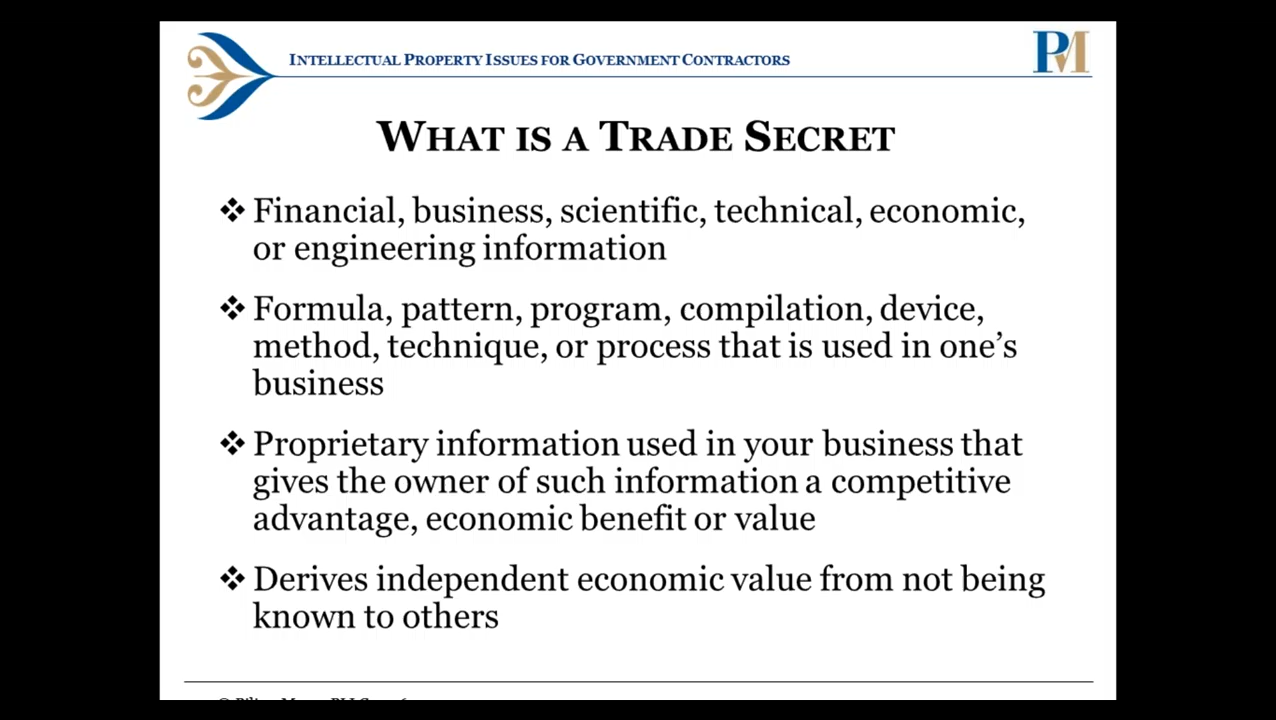 INTELLECTUAL PROPERTY ISSUES FOR GOVERNMENT CONTRACTORS
PM
WHAT IS A TRADE SECRET
❖ Financial, business, scientific, technical, economic,
or engineering information
❖ Formula, pattern, program, compilation, device,
method, technique, or process that is used in one’s
business
❖ Proprietary information used in your business that
gives the owner of such information a competitive
advantage, economic benefit or value
❖ Derives independent economic value from not being
known to others